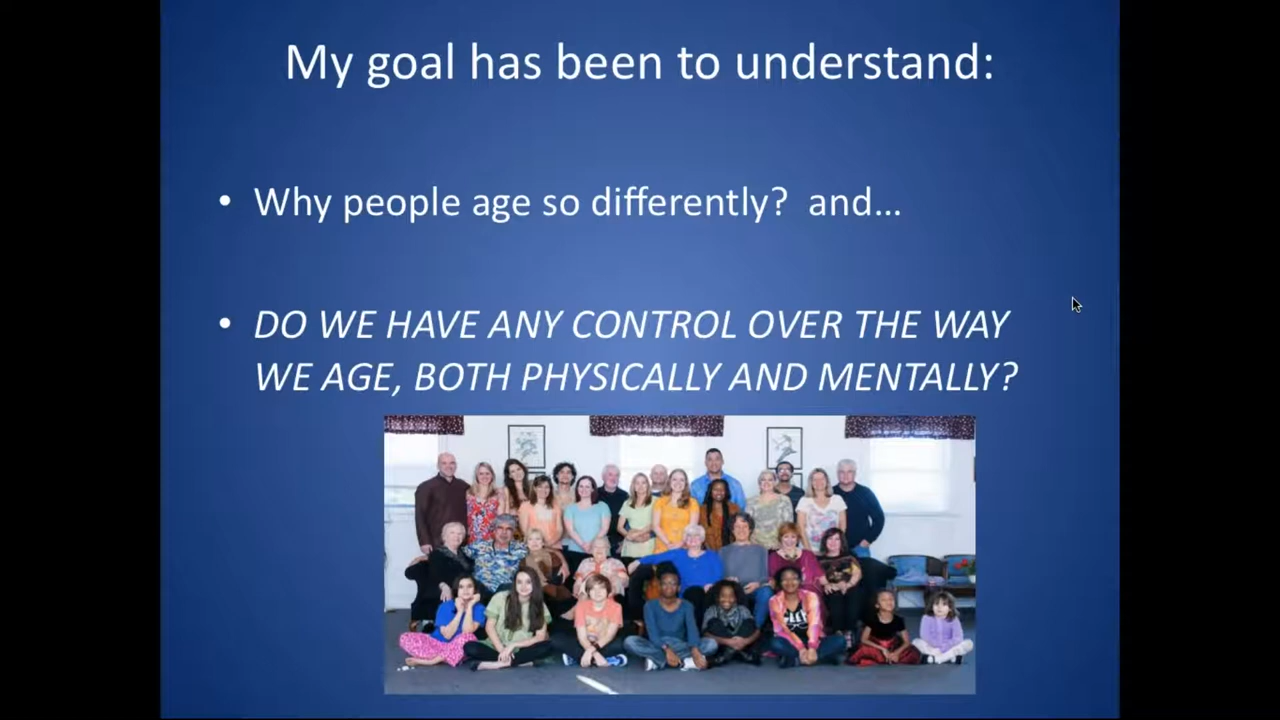 My goal has been to understand:
• Why people age so differently?  and...
• DO WE HAVE ANY CONTROL OVER THE WAY
WE AGE, BOTH PHYSICALLY AND MENTALLY?